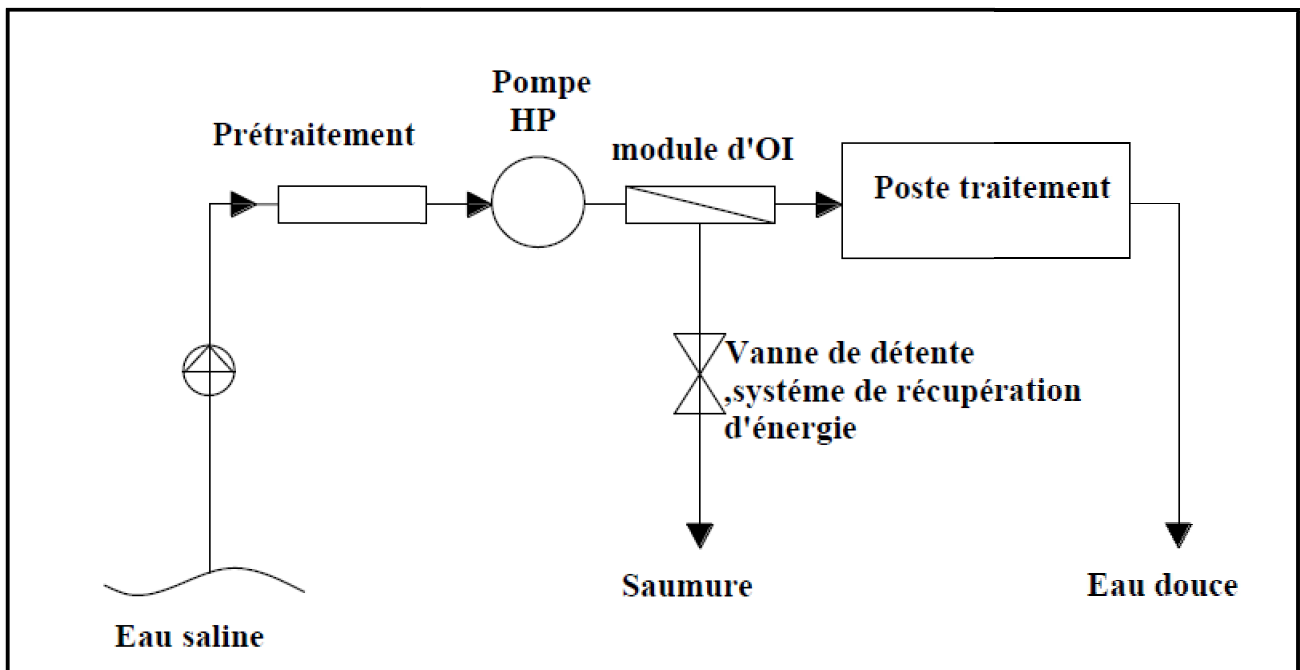 Pompe
HP
Prétraitement
module d'OI
Poste traitement
Vanne de détente
,systéme de récupération
d'énergie
Saumure
Eau douce
Eau saline